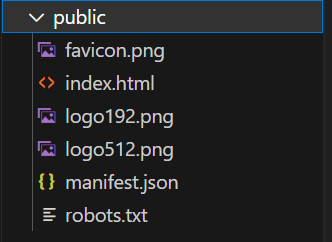 public
favicon.png
index.html
logo192.png
logo512.png
manifest.json
robots.txt